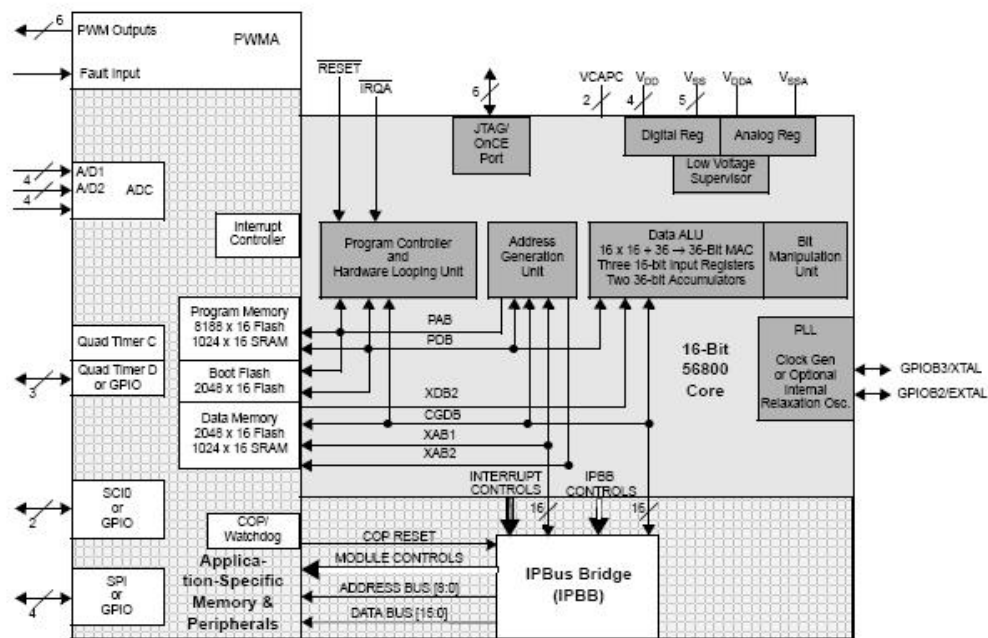 6
PWM Outputs
PWMA
Fault Input
RESET
IRQA
6
VCAPC
VDD
VSS
VDDA
VSSA
2
4
5
JTAG/
OnCE
Port
Digital Reg
Analog Reg
Low Voltage
Supervisor
4
A/D1
A/D2
ADC
4
Interrupt
Controller
Program Controller
and
Hardware Looping Unit
Address
Generation
Unit
Data ALU
16 x 16 + 36 → 36-Bit MAC
Three 16-bit Input Registers
Two 36-bit Accumulators
Bit
Manipulation
Unit
Program Memory
8188 x 16 Flash
1024 x 16 SRAM
PAB
PDB
Quad Timer C
Quad Timer D
or GPIO
3
Boot Flash
2048 x 16 Flash
XDB2
CGDB
Data Memory
2048 x 16 Flash
1024 x 16 SRAM
XAB1
XAB2
16-Bit
56800
Core
PLL
Clock Gen
or Optional
Internal
Relaxation Osc.
GPIOB3/XTAL
GPIOB2/EXTAL
INTERRUPT
CONTROLS
IPBB
CONTROLS
16
16
SCI0
or
GPIO
2
COP/
Watchdog
COP RESET
MODULE CONTROLS
ADDRESS BUS [8:0]
DATA BUS [15:0]
Applica-
tion-Specific
Memory &
Peripherals
IPBus Bridge
(IPBB)
SPI
or
GPIO
4